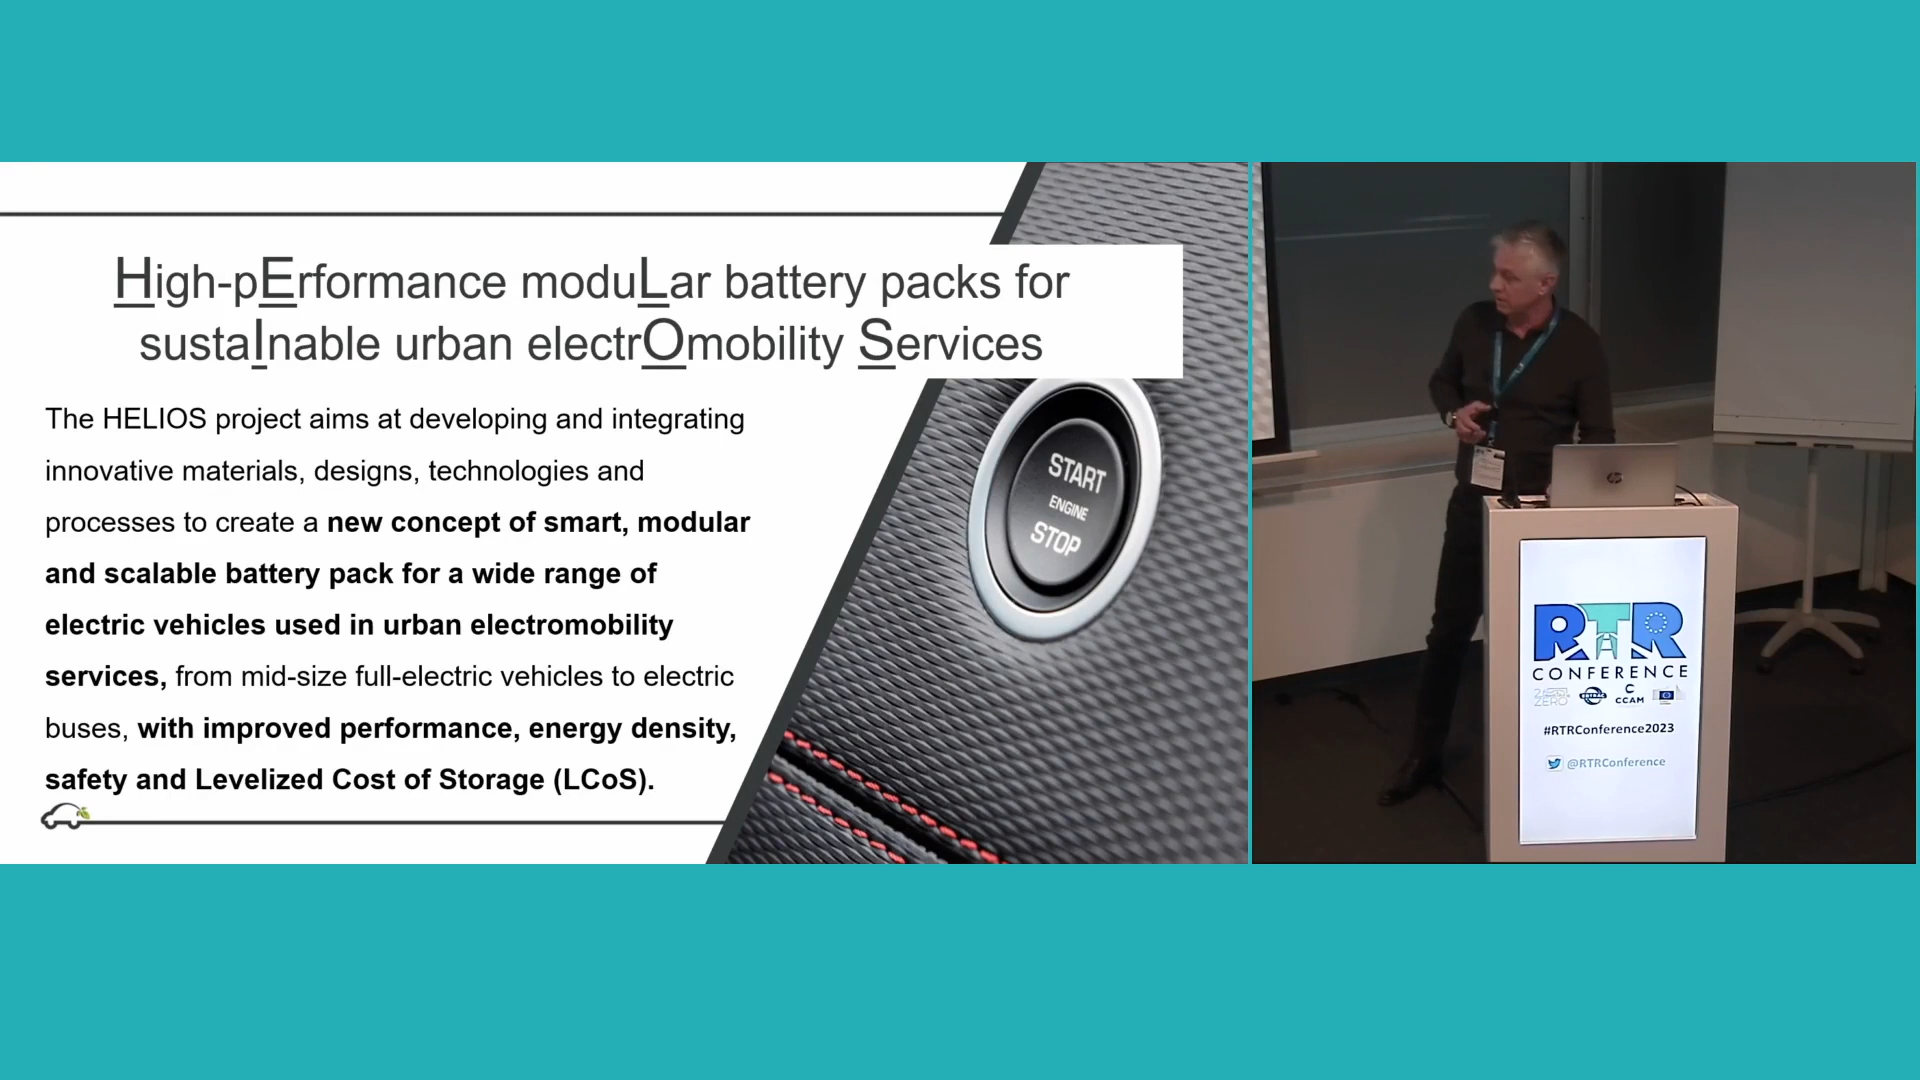 High-pErformance moduLar battery packs for
sustaInable urban electrOmobility Services
The HELIOS project aims at developing and integrating
innovative materials, designs, technologies and
processes to create a new concept of smart, modular
and scalable battery pack for a wide range of
electric vehicles used in urban electromobility
services, from mid-size full-electric vehicles to electric
buses, with improved performance, energy density,
safety and Levelized Cost of Storage (LCoS).
START
ENGINE
STOP
hp
RTR
CONFERENCE
ZERO
C
CCAM
#RTRConference2023
@RTRConference